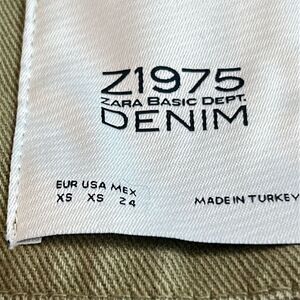 Z1975
ZARA BASIC DEPT.
DENIM
EUR USA MEX
XS XS 24
MADE IN TURKEY